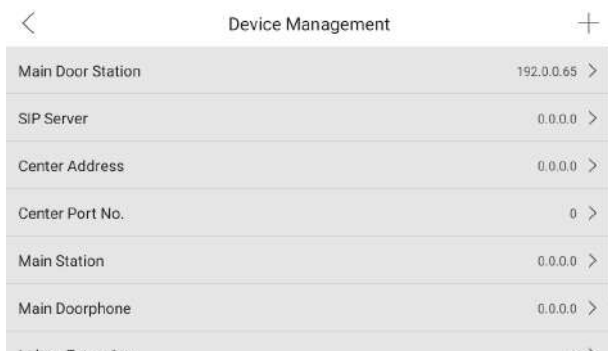 Device Management
Main Door Station 192.0.0.65
SIP Server 0.0.0.0
Center Address 0.0.0.0
Center Port No. 0
Main Station 0.0.0.0
Main Doorphone 0.0.0.0